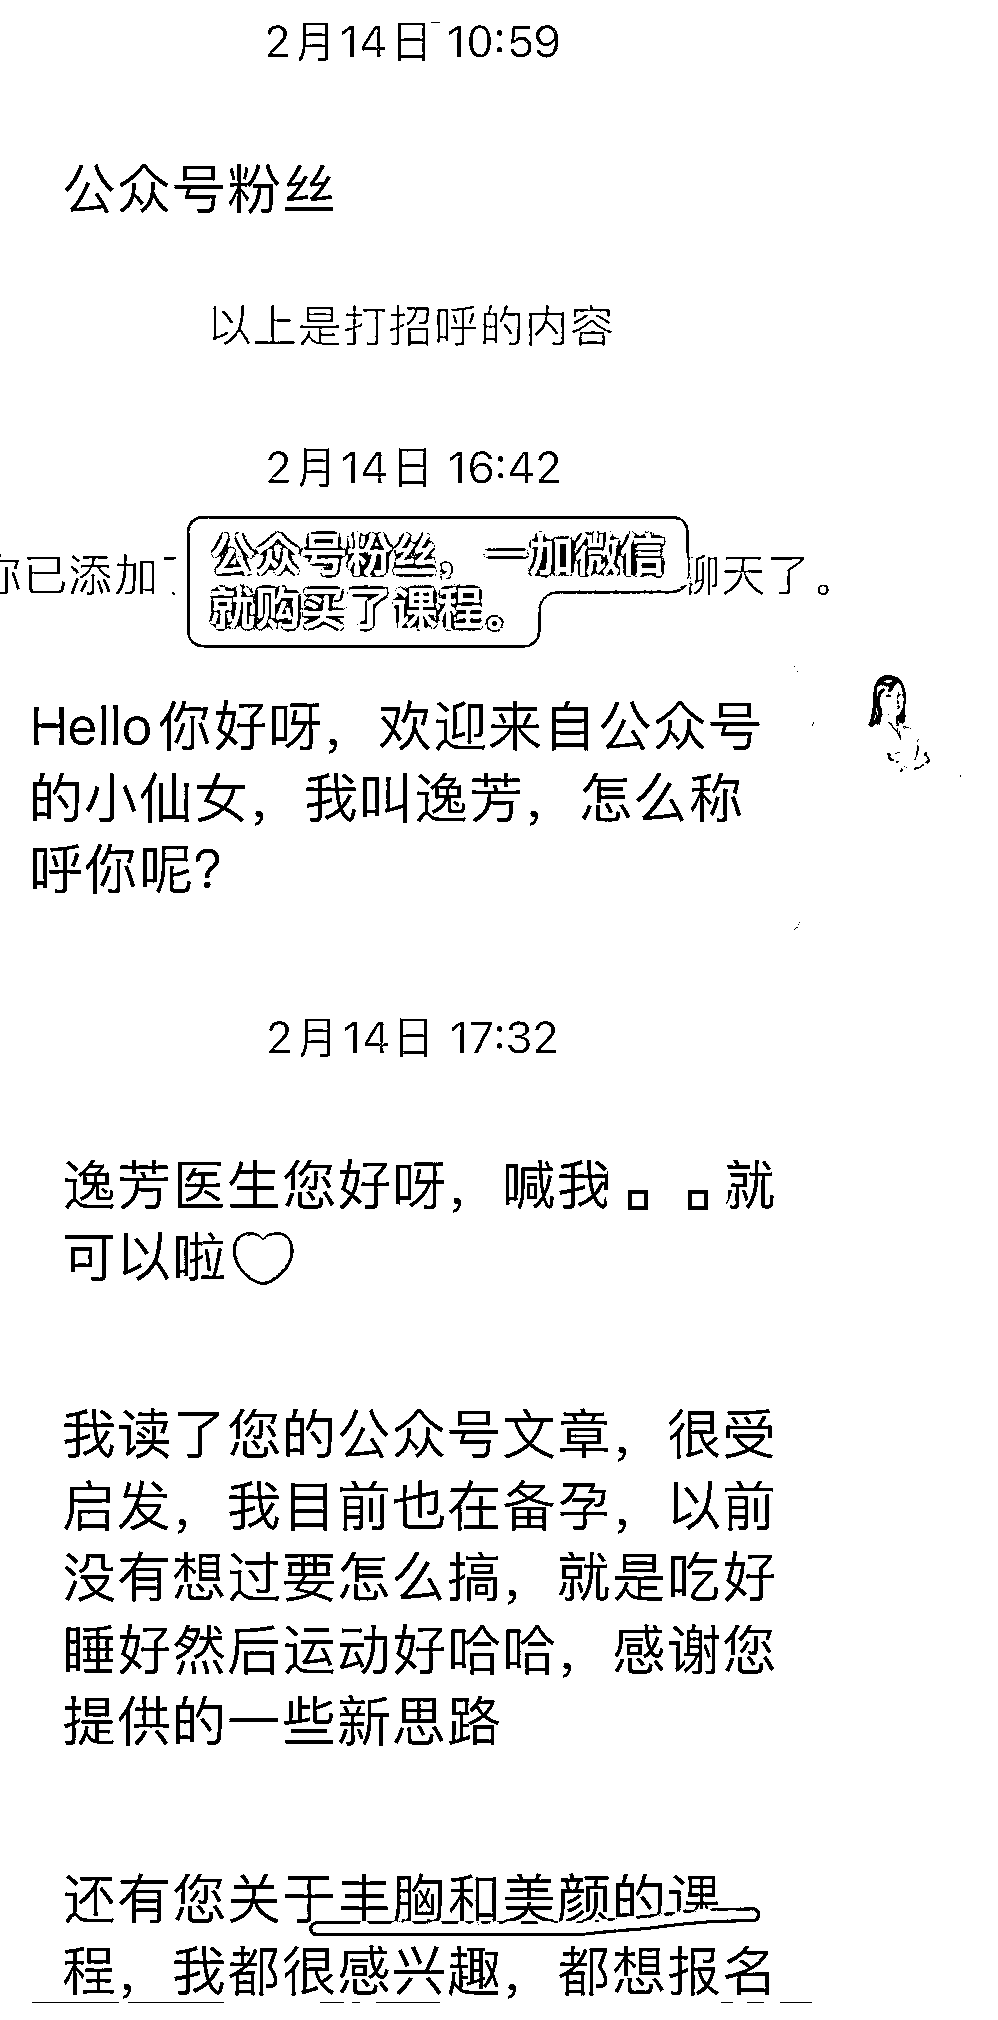 2月14日 10:59
公众号粉丝
以上是打招呼的内容
2月14日 16:42
公众号粉丝，一加微信
就购买了课程。
你已添加了
聊天了。
Hello你好呀，欢迎来自公众号
的小仙女，我叫逸芳，怎么称
呼你呢？
2月14日 17:32
逸芳医生您好呀，喊我▫▫就
可以啦♡
我读了您的公众号文章，很受
启发，我目前也在备孕，以前
没有想过要怎么搞，就是吃好
睡好然后运动好哈哈，感谢您
提供的一些新思路
还有您关于丰胸和美颜的课
程，我都很感兴趣，都想报名